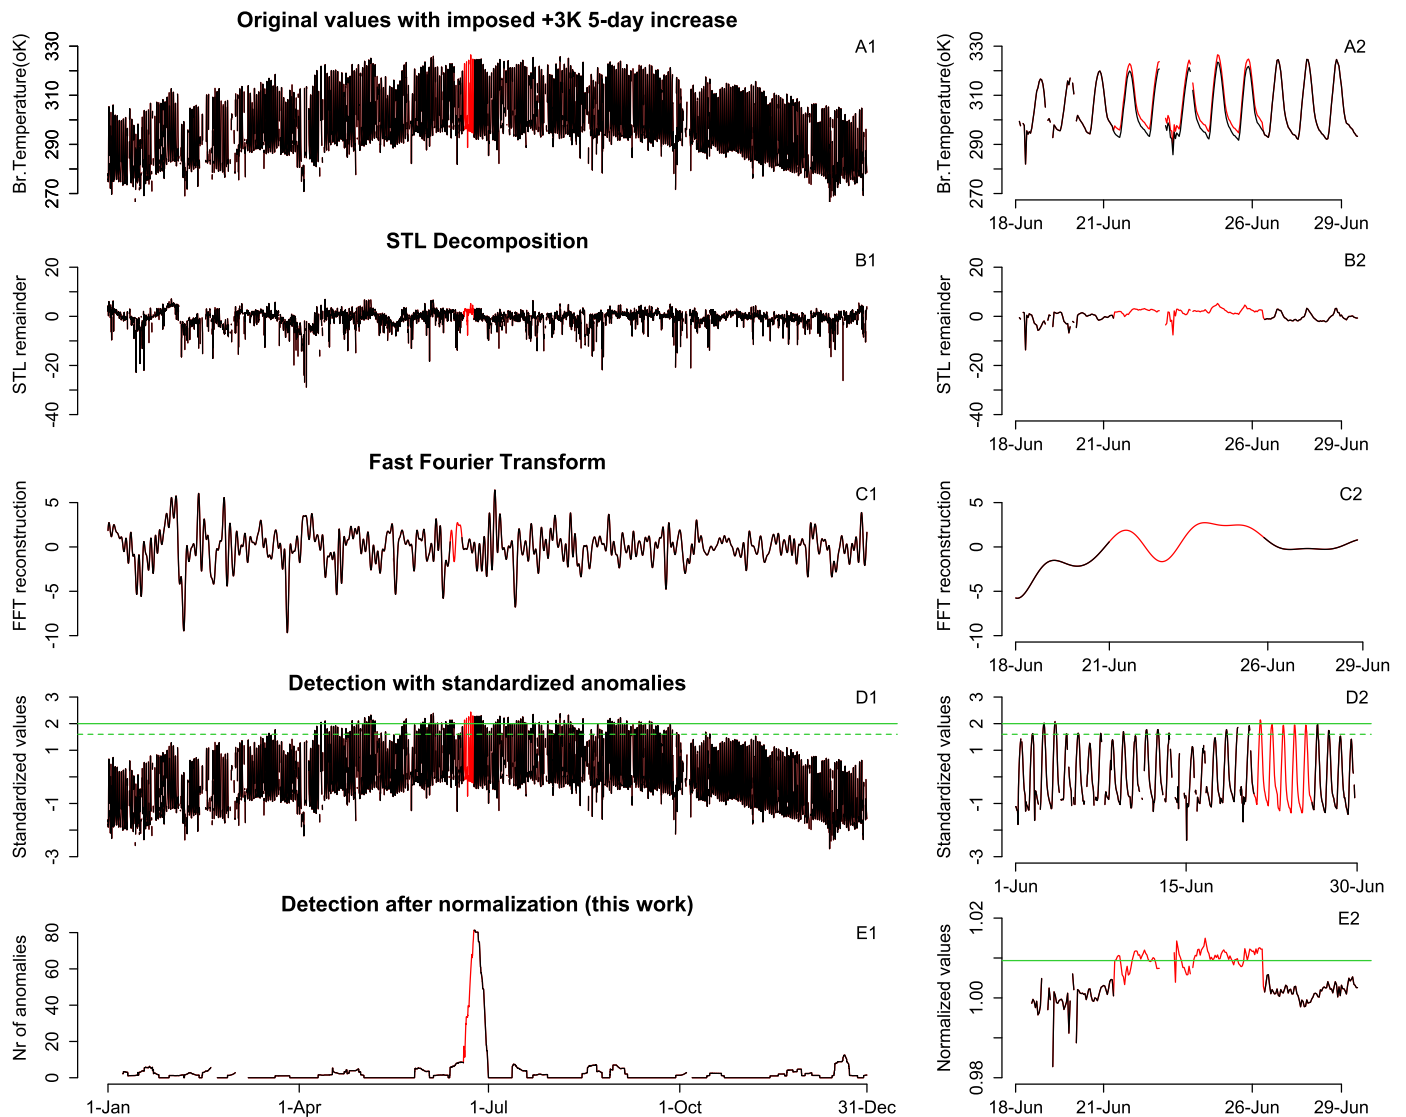 Original values with imposed +3K 5-day increase
A1
A2
Br.Temperature(oK)
330
310
290
270
Br.Temperature(oK)
330
310
290
270
18-Jun
21-Jun
26-Jun
29-Jun
STL Decomposition
B1
B2
STL remainder
20
0
-20
-40
STL remainder
20
0
-20
-40
18-Jun
21-Jun
26-Jun
29-Jun
Fast Fourier Transform
C1
C2
FFT reconstruction
5
0
-5
-10
FFT reconstruction
5
0
-5
-10
18-Jun
21-Jun
26-Jun
29-Jun
Detection with standardized anomalies
D1
D2
Standardized values
3
2
1
-1
-3
Standardized values
3
2
1
-1
-3
1-Jun
15-Jun
30-Jun
Detection after normalization (this work)
E1
E2
Nr of anomalies
80
60
40
20
0
1-Jan
1-Apr
1-Jul
1-Oct
31-Dec
Normalized values
1.02
1.00
0.98
18-Jun
21-Jun
26-Jun
29-Jun